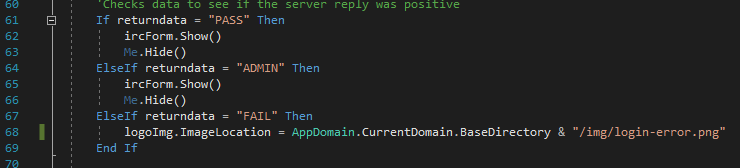 60 'Checks data to see if the server reply was positive
61 If returndata = "PASS" Then
62 ircForm.Show()
63 Me.Hide()
64 ElseIf returndata = "ADMIN" Then
65 ircForm.Show()
66 Me.Hide()
67 ElseIf returndata = "FAIL" Then
68 logoImg.ImageLocation = AppDomain.CurrentDomain.BaseDirectory & "/img/login-error.png"
69 End If
70